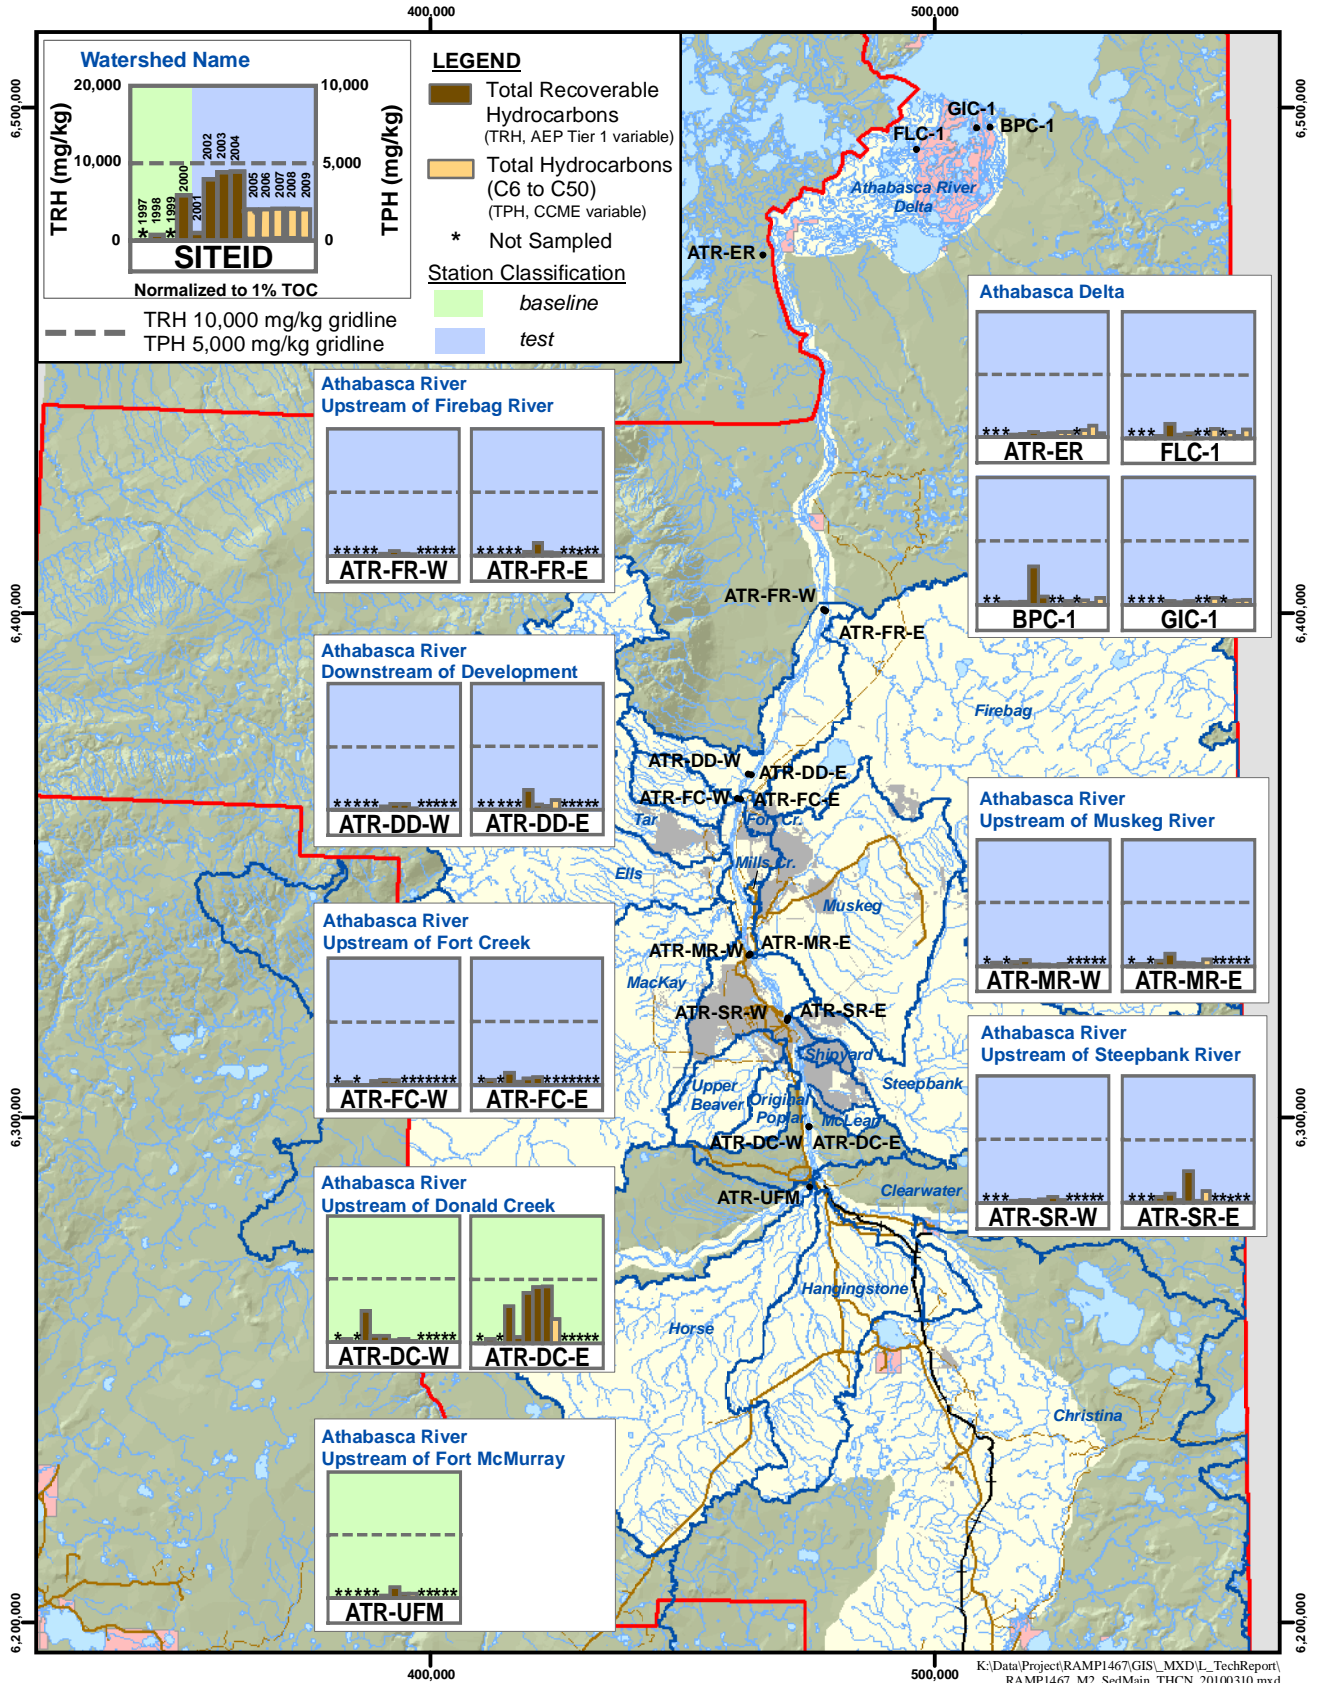 400,000
500,000
6,500,000
6,400,000
6,300,000
6,200,000
Watershed Name
20,000
10,000
0
TRH (mg/kg)
10,000
5,000
0
TPH (mg/kg)
* 1997
1998
* 1999
2000
2001
2002
2003
2004
2005
2006
2007
2008
2009
SITEID
Normalized to 1% TOC
TRH 10,000 mg/kg gridline
TPH 5,000 mg/kg gridline
LEGEND
Total Recoverable
Hydrocarbons
(TRH, AEP Tier 1 variable)
Total Hydrocarbons
(C6 to C50)
(TPH, CCME variable)
* Not Sampled
Station Classification
baseline
test
GIC-1
BPC-1
FLC-1
Athabasca River
Delta
ATR-ER
Athabasca Delta
***
*
ATR-ER
***
**
*
FLC-1
**
**
*
BPC-1
****
**
*
GIC-1
Athabasca River
Upstream of Firebag River
*****
*****
ATR-FR-W
*****
*****
ATR-FR-E
ATR-FR-W
ATR-FR-E
Firebag
Athabasca River
Downstream of Development
*****
*****
ATR-DD-W
*****
*****
ATR-DD-E
ATR-DD-W
ATR-DD-E
ATR-FC-W
ATR-FC-E
Tar
Fort Cr.
Mills Cr.
Ells
Muskeg
Athabasca River
Upstream of Muskeg River
* *
*****
ATR-MR-W
* *
*****
ATR-MR-E
Athabasca River
Upstream of Fort Creek
* *
*******
ATR-FC-W
* *
*******
ATR-FC-E
ATR-MR-W
ATR-MR-E
MacKay
ATR-SR-W
ATR-SR-E
Shipyard
Upper
Beaver
Original
Poplar
McLean
Steepbank
ATR-DC-W
ATR-DC-E
ATR-UFM
Clearwater
Athabasca River
Upstream of Steepbank River
***
*****
ATR-SR-W
***
*****
ATR-SR-E
Athabasca River
Upstream of Donald Creek
* *
*****
ATR-DC-W
* *
*****
ATR-DC-E
Hangingstone
Horse
Christina
Athabasca River
Upstream of Fort McMurray
*****
*****
ATR-UFM
6,500,000
6,400,000
6,300,000
6,200,000
400,000
500,000
K:\Data\Project\RAMP1467\GIS\_MXD\L_TechReport\
RAMP1467_M2_SedMain_THCN_20100310.mxd